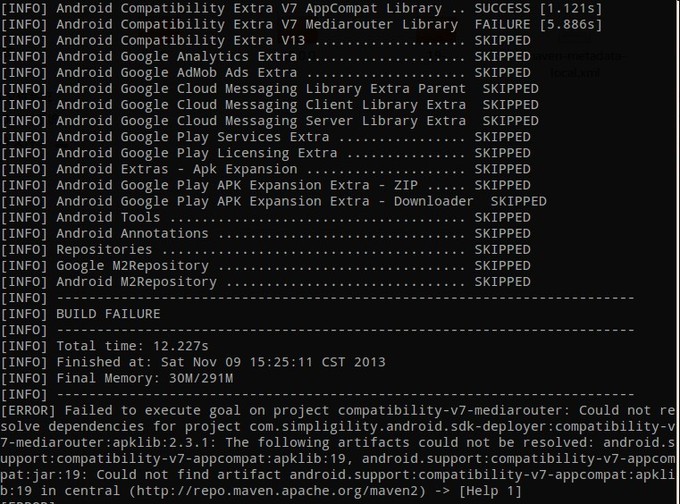 [INFO] Android Compatibility Extra V7 AppCompat Library .. SUCCESS [1.121s]
[INFO] Android Compatibility Extra V7 Mediarouter Library  FAILURE [5.886s]
[INFO] Android Compatibility Extra V13 ................... SKIPPED
[INFO] Android Google Analytics Extra .................... SKIPPED
[INFO] Android Google AdMob Ads Extra .................... SKIPPED
[INFO] Android Google Cloud Messaging Library Extra Parent  SKIPPED
[INFO] Android Google Cloud Messaging Client Library Extra  SKIPPED
[INFO] Android Google Cloud Messaging Server Library Extra  SKIPPED
[INFO] Android Google Play Services Extra ................ SKIPPED
[INFO] Android Google Play Licensing Extra ............... SKIPPED
[INFO] Android Extras - Apk Expansion .................... SKIPPED
[INFO] Android Google Play APK Expansion Extra - ZIP ..... SKIPPED
[INFO] Android Google Play APK Expansion Extra - Downloader  SKIPPED
[INFO] Android Tools ..................................... SKIPPED
[INFO] Android Annotations ............................... SKIPPED
[INFO] Repositories ...................................... SKIPPED
[INFO] Google M2Repository ............................... SKIPPED
[INFO] Android M2Repository .............................. SKIPPED
[INFO] ------------------------------------------------------------------------
[INFO] BUILD FAILURE
[INFO] ------------------------------------------------------------------------
[INFO] Total time: 12.227s
[INFO] Finished at: Sat Nov 09 15:25:11 CST 2013
[INFO] Final Memory: 30M/291M
[INFO] ------------------------------------------------------------------------
[ERROR] Failed to execute goal on project compatibility-v7-mediarouter: Could not re
solve dependencies for project com.simpligility.android.sdk-deployer:compatibility-v
7-mediarouter:apklib:2.3.1: The following artifacts could not be resolved: android.s
upport:compatibility-v7-appcompat:apklib:19, android.support:compatibility-v7-appcom
pat:jar:19: Could not find artifact android.support:compatibility-v7-appcompat:apkli
b:19 in central (http://repo.maven.apache.org/maven2) -> [Help 1]
[ERROR]